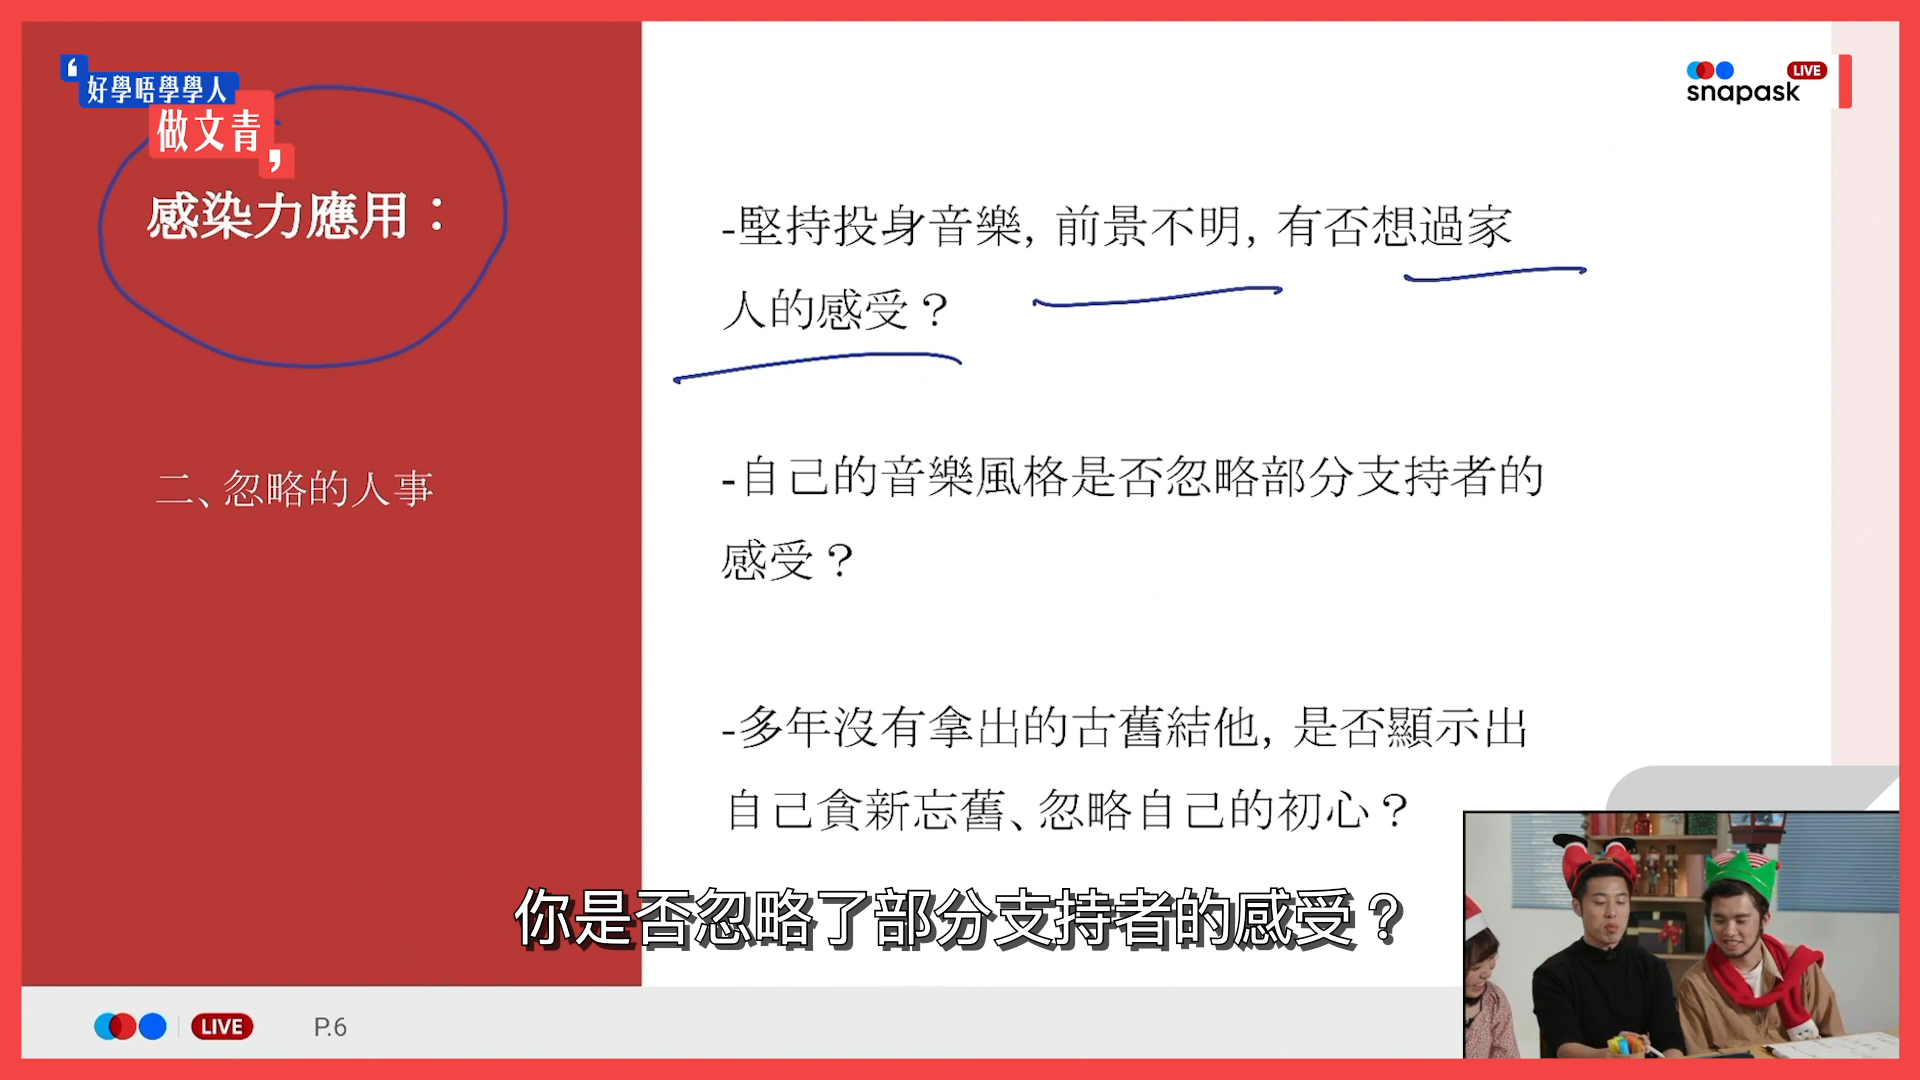 好學唔學學人
做文青
LIVE
snapask
感染力應用：
二、忽略的人事
-堅持投身音樂, 前景不明, 有否想過家
人的感受？
-自己的音樂風格是否忽略部分支持者的
感受？
-多年沒有拿出的古舊結他, 是否顯示出
自己貪新忘舊、忽略自己的初心？
你是否忽略了部分支持者的感受？
LIVE
P.6